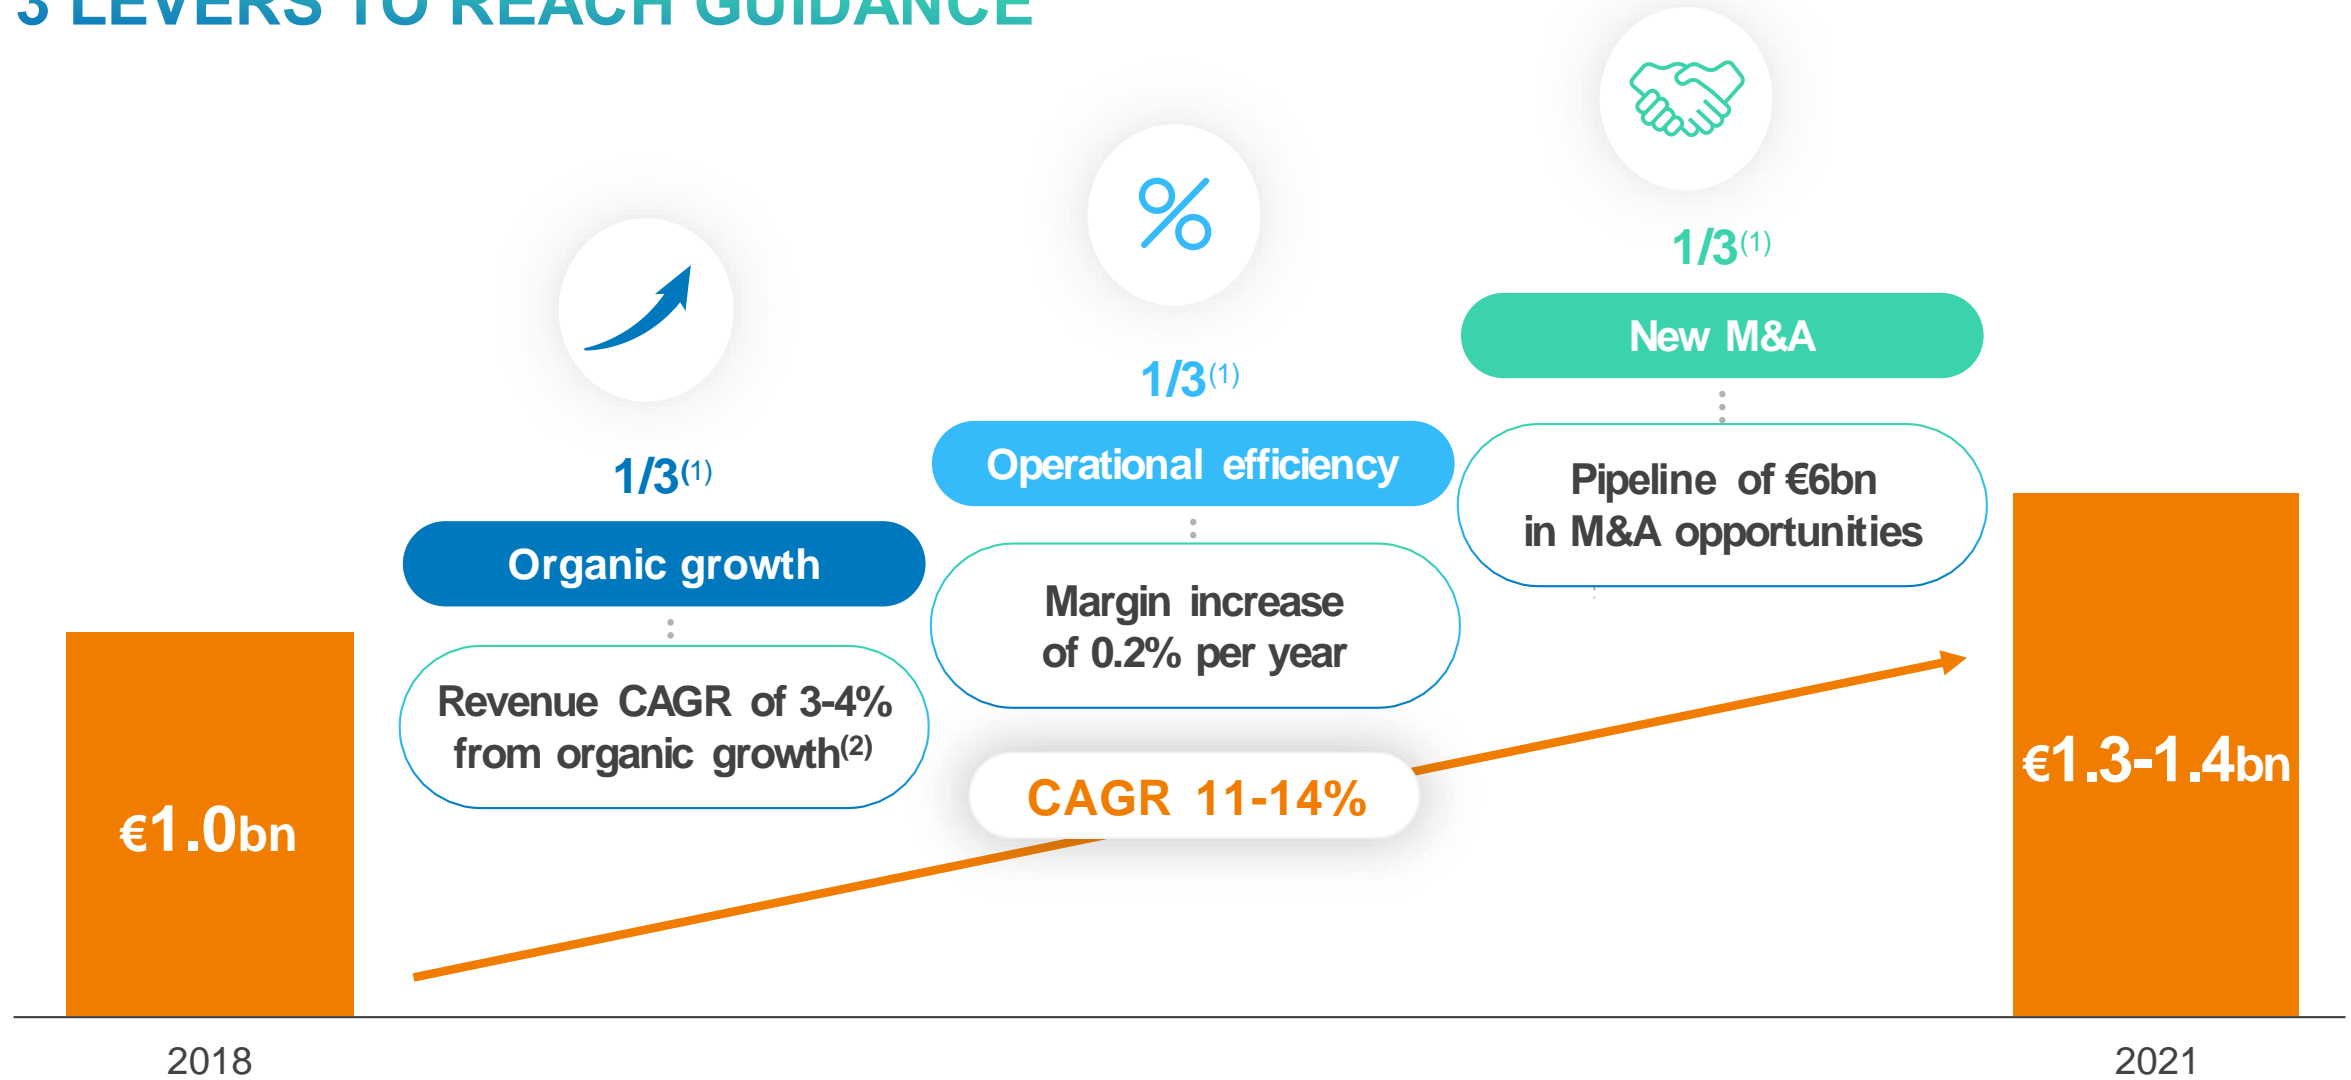 3 LEVERS TO REACH GUIDANCE
1/3(1)
New M&A
Pipeline of €6bn
in M&A opportunities
1/3(1)
Operational efficiency
Margin increase
of 0.2% per year
1/3(1)
Organic growth
Revenue CAGR of 3-4%
from organic growth(2)
CAGR 11-14%
€1.0bn
€1.3-1.4bn
2018
2021